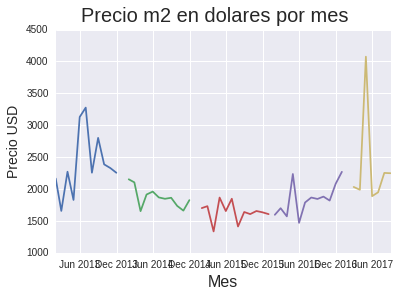 Precio m2 en dolares por mes
4500
4000
3500
3000
2500
2000
1500
1000
Precio USD
Jun 2013 Dec 2013 Jun 2014 Dec 2014 Jun 2015 Dec 2015 Jun 2016 Dec 2016 Jun 2017
Mes